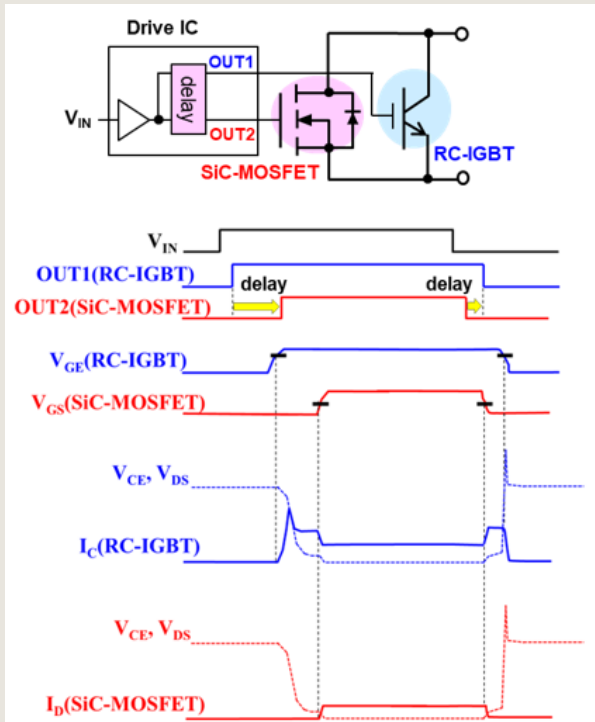 Drive IC
OUT1
delay
VIN
OUT2
SiC-MOSFET
RC-IGBT
VIN
OUT1(RC-IGBT)
delay
delay
OUT2(SiC-MOSFET)
VGE(RC-IGBT)
VGS(SiC-MOSFET)
VCE, VDS
IC(RC-IGBT)
VCE, VDS
ID(SiC-MOSFET)